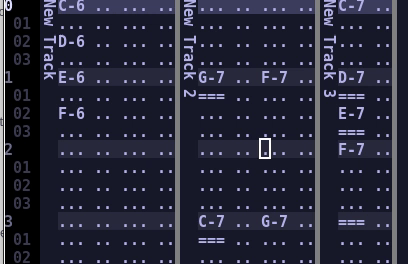 New Track
New Track 2
New Track 3
0 C-6 .. ... .. ... .. ... .. C-7 ..
01 ... .. ... .. ... .. ... .. ... ..
02 D-6 .. ... .. ... .. ... .. ... ..
03 ... .. ... .. ... .. ... .. ... ..
1 E-6 .. ... .. G-7 .. F-7 .. D-7 ..
01 ... .. ... .. === .. ... .. === ..
02 F-6 .. ... .. ... .. ... .. E-7 ..
03 ... .. ... .. ... .. ... .. === ..
2 ... .. ... .. ... .. ... .. F-7 ..
01 ... .. ... .. ... .. ... .. ... ..
02 ... .. ... .. ... .. ... .. ... ..
03 ... .. ... .. ... .. ... .. ... ..
3 ... .. ... .. C-7 .. G-7 .. === ..
01 ... .. ... .. === .. ... .. ... ..
02 ... .. ... .. ... .. ... .. ... ..